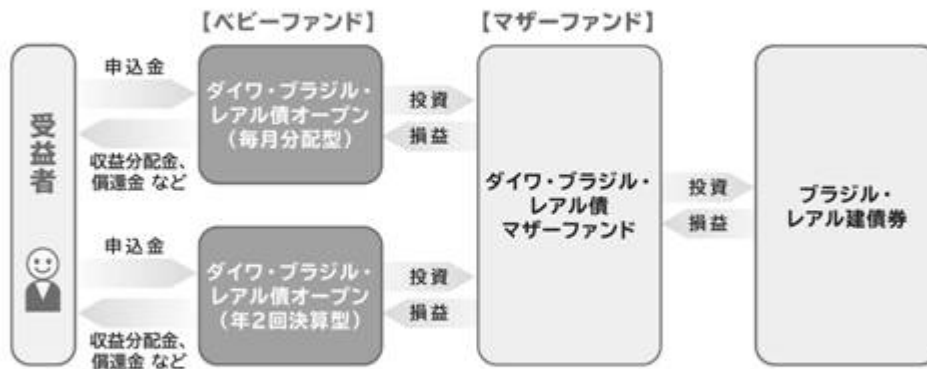 【ベビーファンド】
【マザーファンド】
受益者
申込金
収益分配金、
償還金 など
ダイワ・ブラジル・
レアル債オープン
(毎月分配型)
投資
損益
申込金
収益分配金、
償還金 など
ダイワ・ブラジル・
レアル債オープン
(年2回決算型)
投資
損益
ダイワ・ブラジル・
レアル債
マザーファンド
投資
損益
ブラジル・
レアル建債券